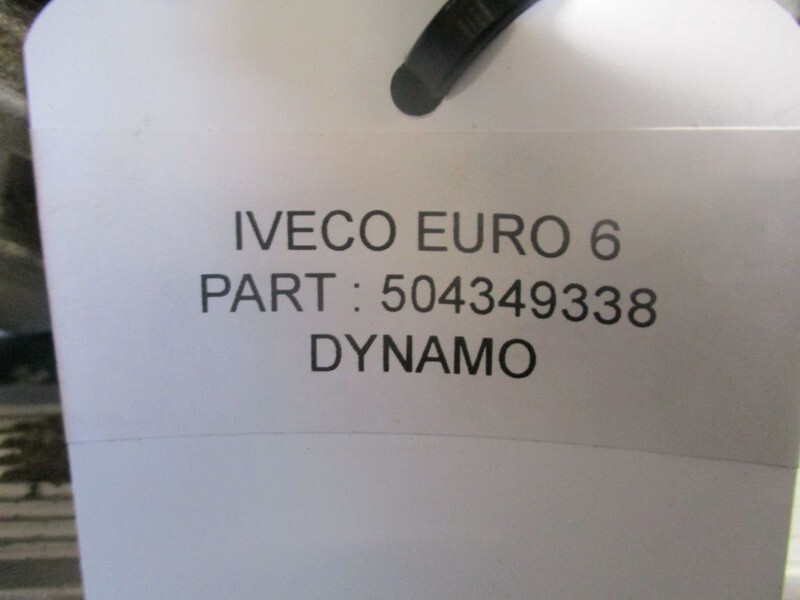 IVECO EURO 6
PART : 504349338
DYNAMO